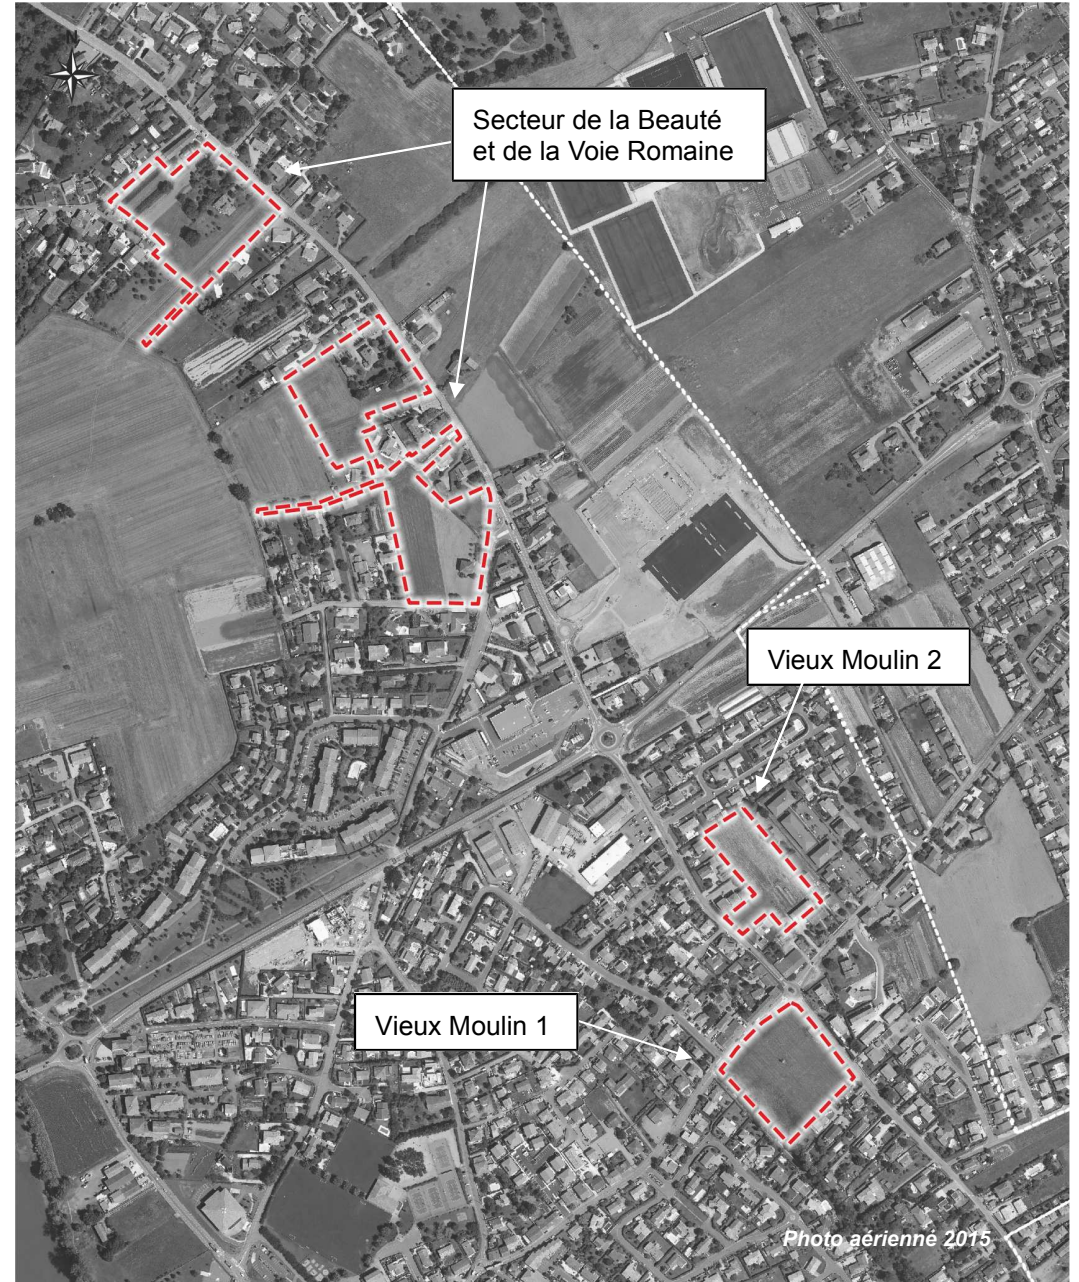 Secteur de la Beauté
et de la Voie Romaine
Vieux Moulin 2
Vieux Moulin 1
Photo aérienne 2015